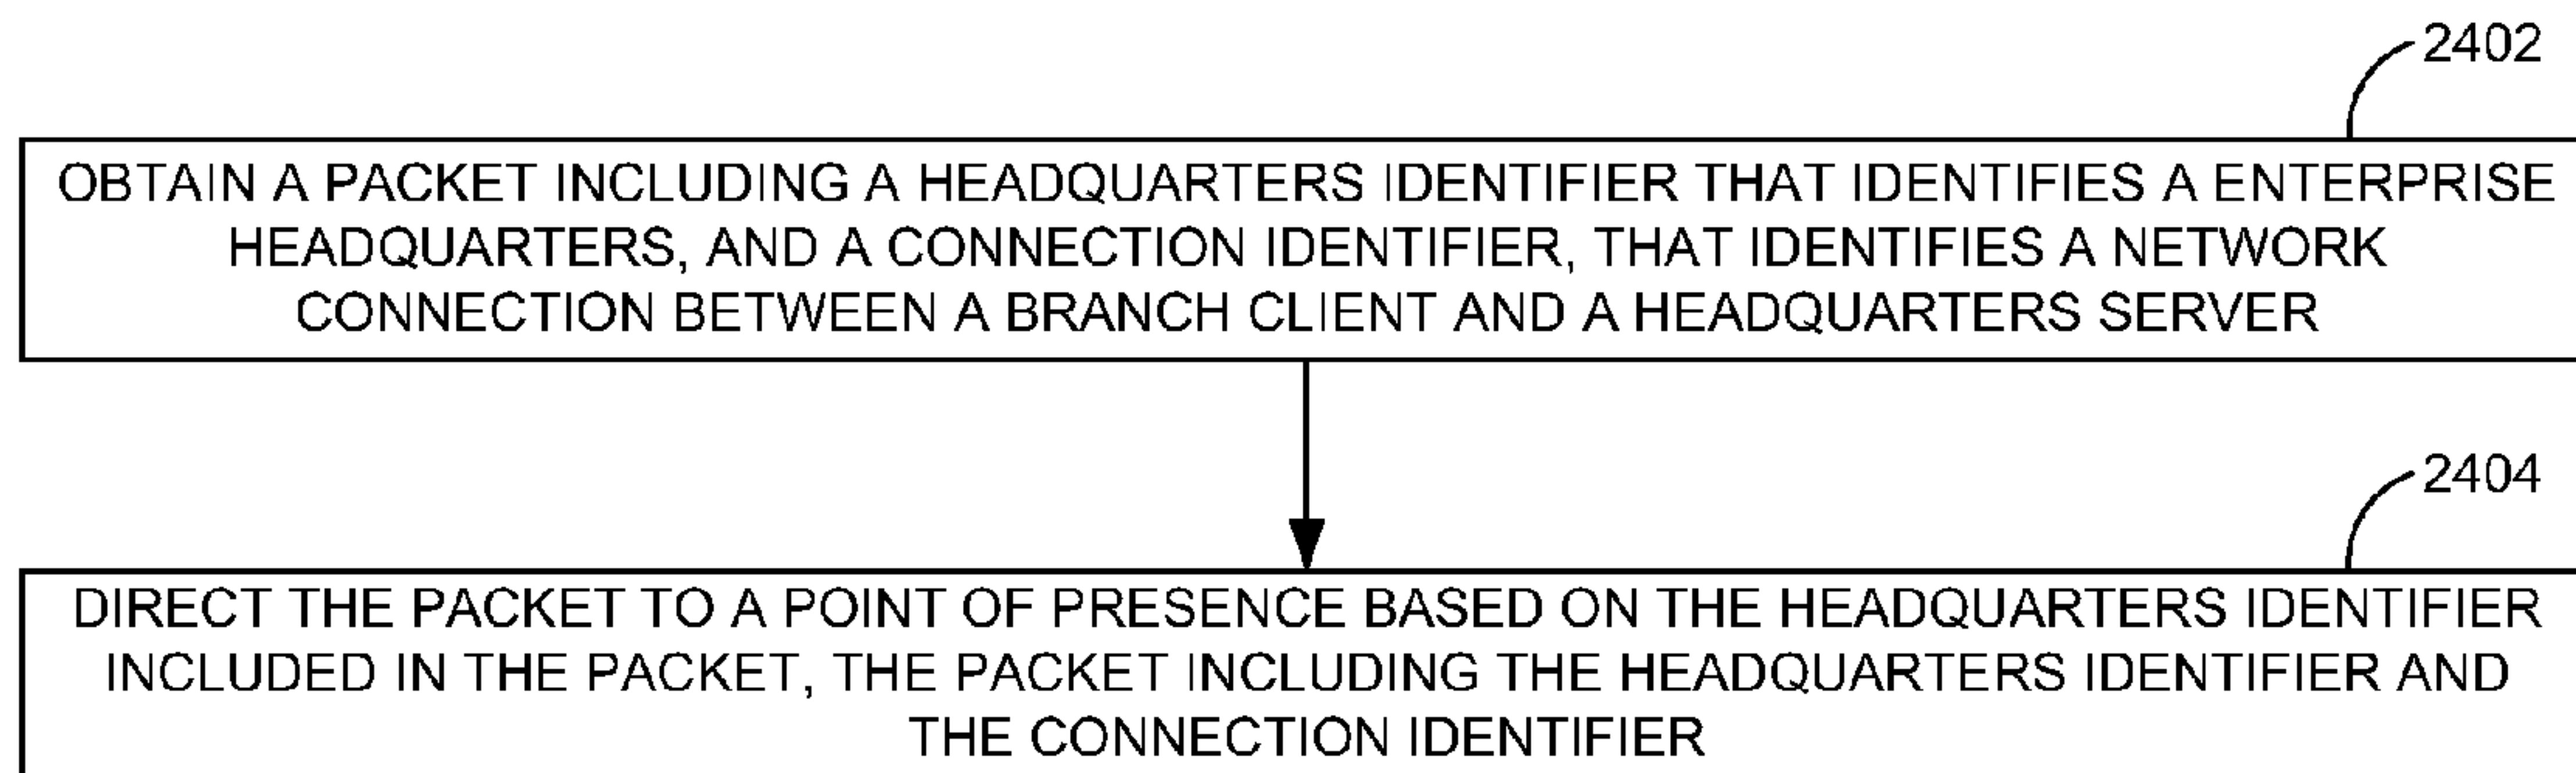 2402
OBTAIN A PACKET INCLUDING A HEADQUARTERS IDENTIFIER THAT IDENTIFIES A ENTERPRISE
HEADQUARTERS, AND A CONNECTION IDENTIFIER, THAT IDENTIFIES A NETWORK
CONNECTION BETWEEN A BRANCH CLIENT AND A HEADQUARTERS SERVER
2404
DIRECT THE PACKET TO A POINT OF PRESENCE BASED ON THE HEADQUARTERS IDENTIFIER
INCLUDED IN THE PACKET, THE PACKET INCLUDING THE HEADQUARTERS IDENTIFIER AND
THE CONNECTION IDENTIFIER